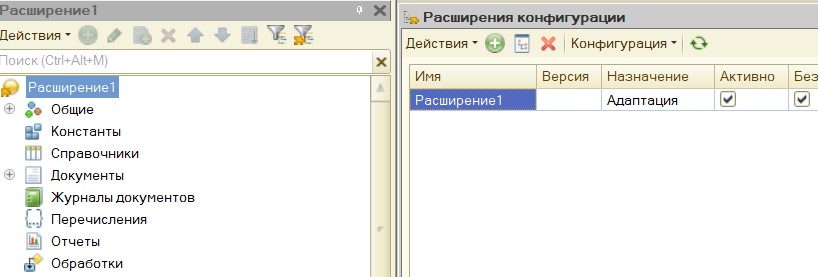 Расширение1
Действия
Поиск (Ctrl+Alt+M)
Расширение1
Общие
Константы
Справочники
Документы
Журналы документов
Перечисления
Отчеты
Обработки
Расширения конфигурации
Действия Конфигурация
Имя Версия Назначение Активно Без
Расширение1 Адаптация